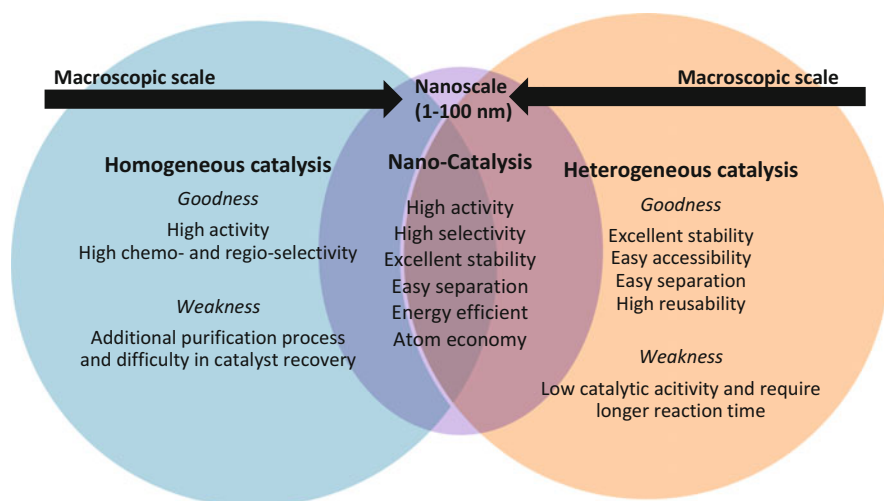 Macroscopic scale
Nanoscale
(1-100 nm)
Macroscopic scale
Homogeneous catalysis
Goodness
High activity
High chemo- and regio-selectivity
Weakness
Additional purification process
and difficulty in catalyst recovery
Nano-Catalysis
High activity
High selectivity
Excellent stability
Easy separation
Energy efficient
Atom economy
Heterogeneous catalysis
Goodness
Excellent stability
Easy accessibility
Easy separation
High reusability
Weakness
Low catalytic acitivity and require
longer reaction time